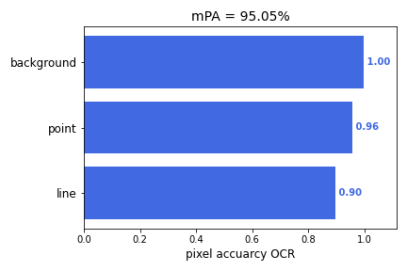 mPA = 95.05%
background 1.00
point 0.96
line 0.90
0.0 0.2 0.4 0.6 0.8 1.0
pixel accuarcy OCR